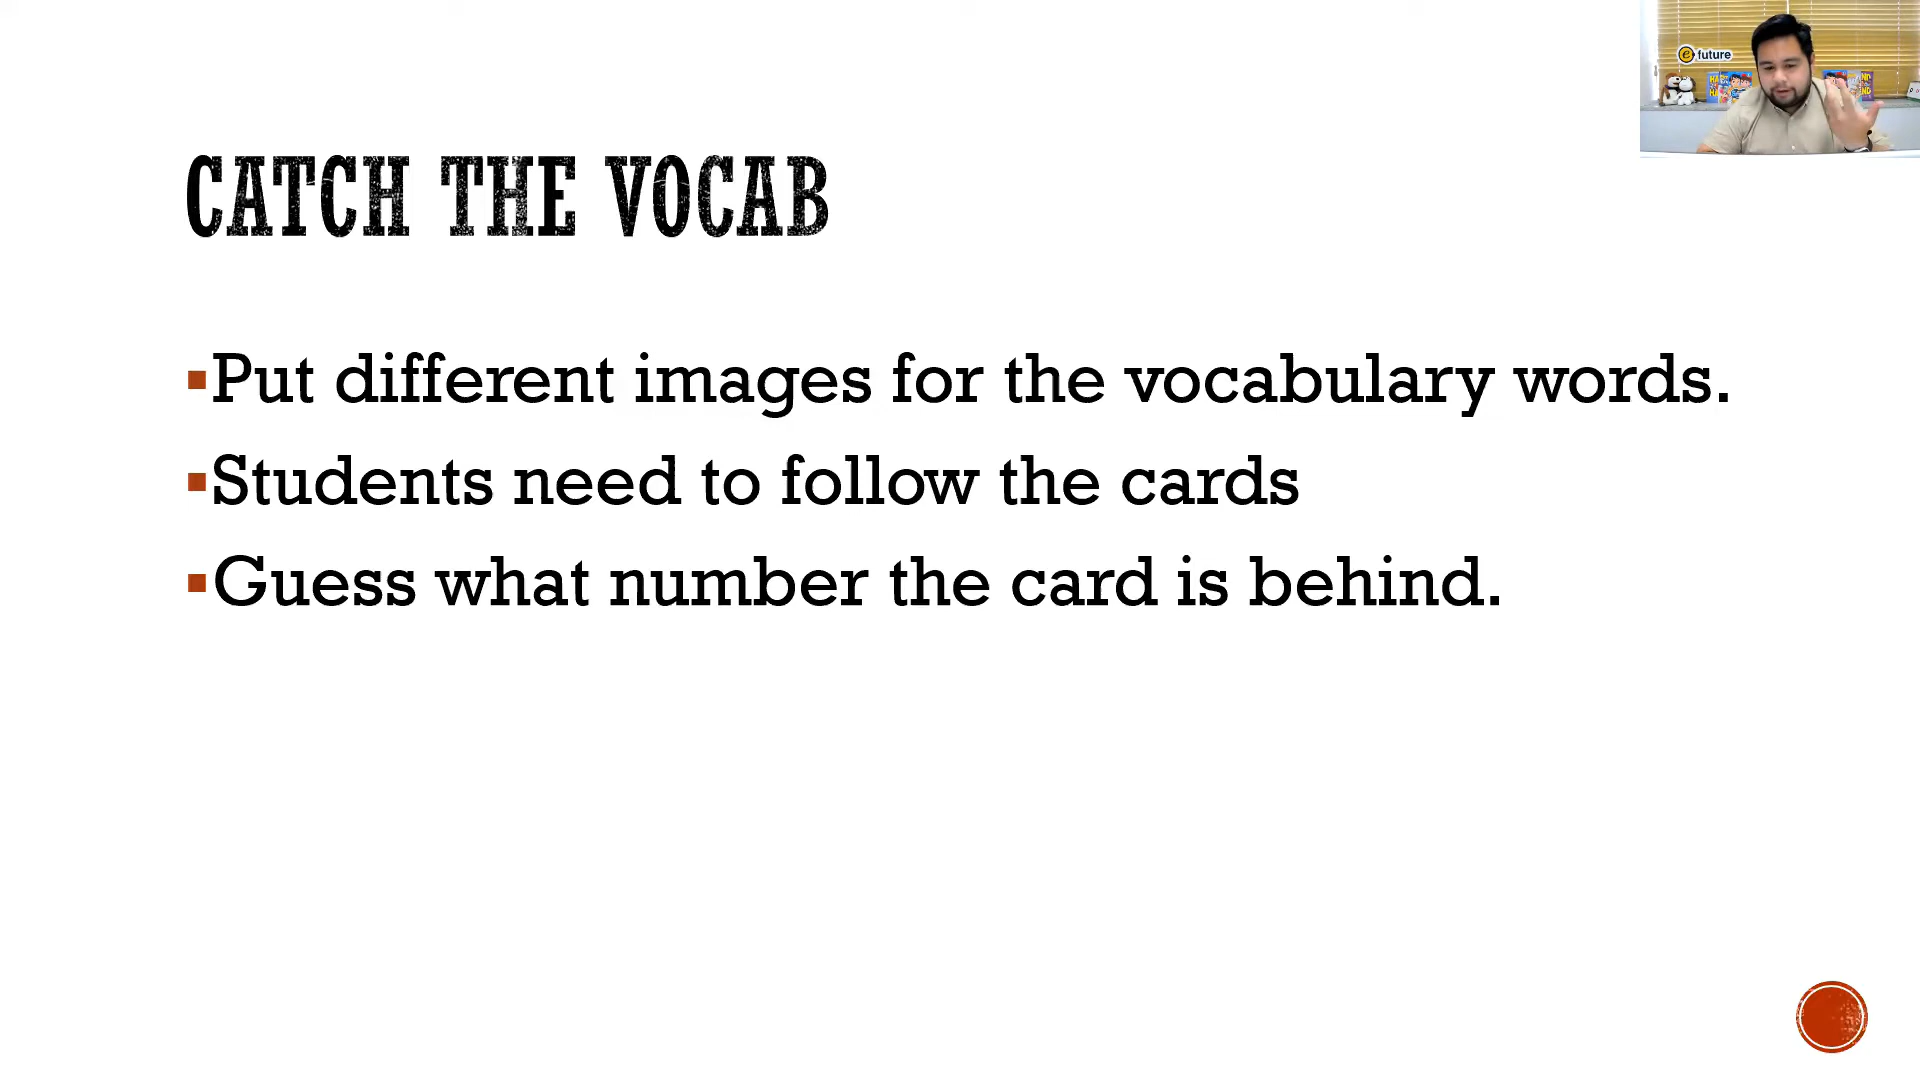 e future
CATCH THE VOCAB
Put different images for the vocabulary words.
Students need to follow the cards
Guess what number the card is behind.